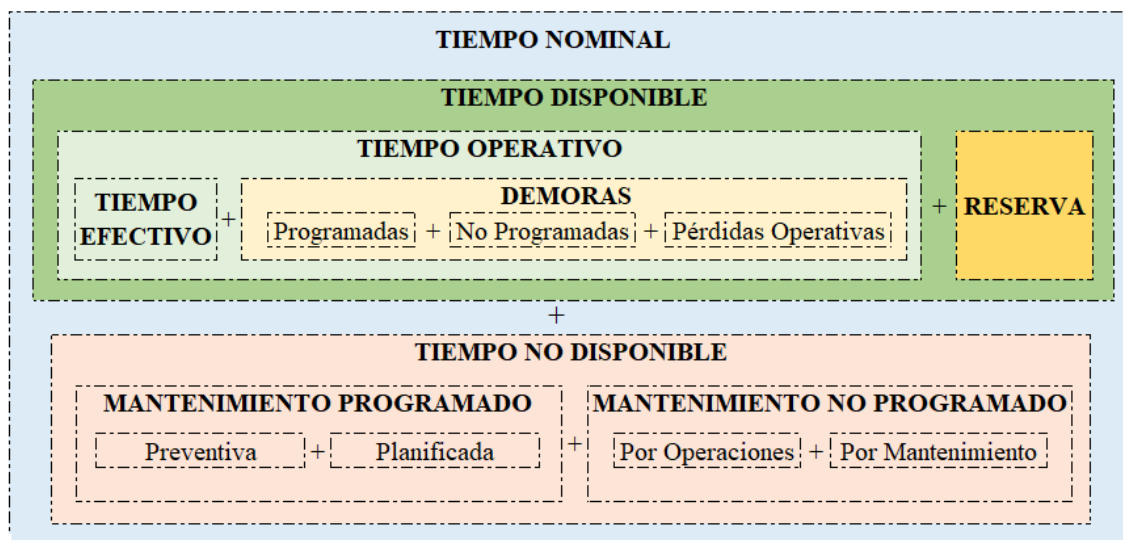 TIEMPO NOMINAL
TIEMPO DISPONIBLE
TIEMPO OPERATIVO
TIEMPO
EFECTIVO
+
DEMORAS
Programadas + No Programadas + Pérdidas Operativas
+
RESERVA
+
TIEMPO NO DISPONIBLE
MANTENIMIENTO PROGRAMADO
Preventiva + Planificada
+
MANTENIMIENTO NO PROGRAMADO
Por Operaciones + Por Mantenimiento